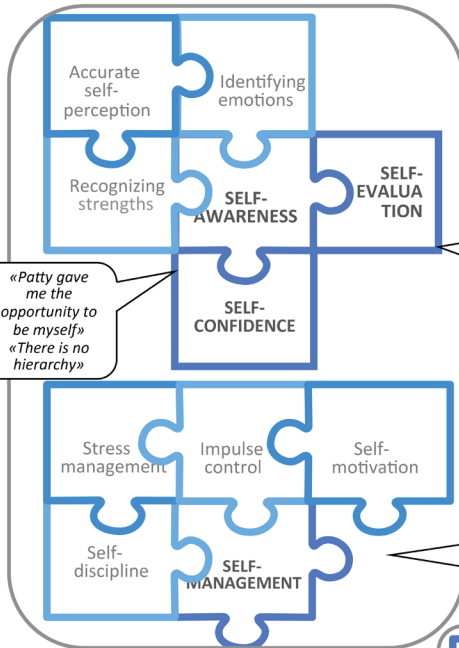 Accurate
self-
perception
Identifying
emotions
Recognizing
strengths
SELF-
AWARENESS
SELF-
EVALUA
TION
«Patty gave
me the
opportunity to
be myself»
«There is no
hierarchy»
SELF-
CONFIDENCE
Stress
management
Impulse
control
Self-
motivation
Self-
discipline
SELF-
MANAGEMENT